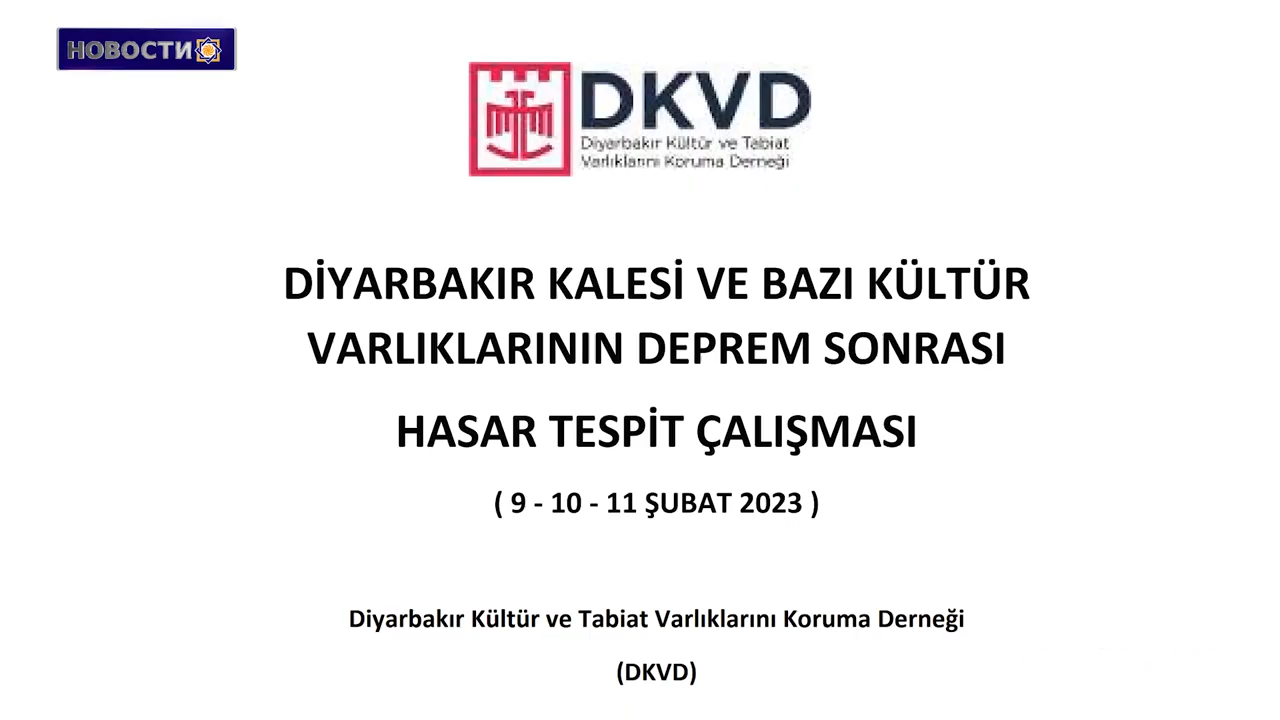 НОВОСТИ
DKVD
Diyarbakır Kültür ve Tabiat
Varlıklarını Koruma Derneği
DİYARBAKIR KALESİ VE BAZI KÜLTÜR
VARLIKLARININ DEPREM SONRASI
HASAR TESPİT ÇALIŞMASI
( 9 - 10 - 11 ŞUBAT 2023 )
Diyarbakır Kültür ve Tabiat Varlıklarını Koruma Derneği
(DKVD)